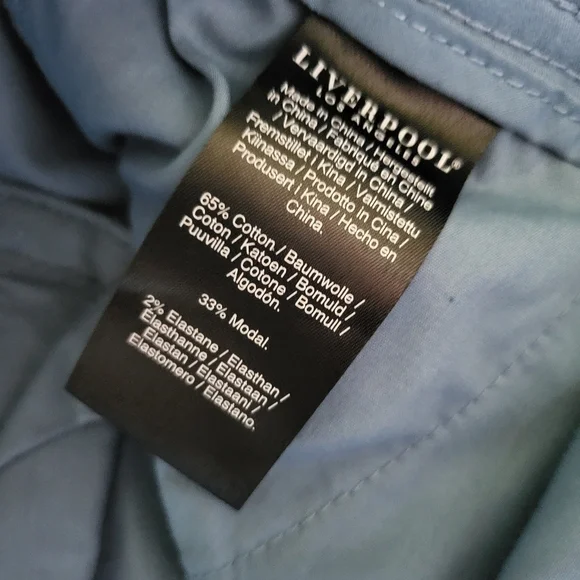 LIVERPOOL®
LOS ANGELES
Made in China / Hergestellt
in China / Fabriqué en Chine
/ Vervaardigd in China /
Fremstillet i Kina / Valmistettu
Kiinassa / Prodotto in Cina /
Produsert i Kina / Hecho en
China.
65% Cotton / Baumwolle /
Coton / Katoen / Bomuld /
Puuvilla / Cotone / Bomull /
Algodón.
33% Modal.
2% Elastane / Elasthan /
Élasthanne / Elastaan /
Elastan / Elastaani /
Elastomero / Elastano.